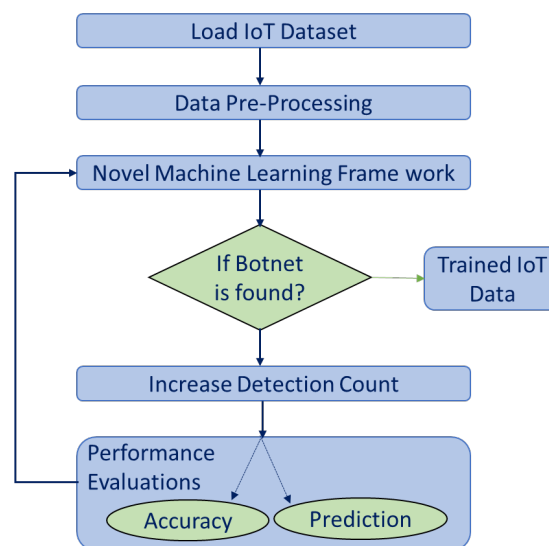 Load IoT Dataset
Data Pre-Processing
Novel Machine Learning Frame work
If Botnet
is found?
Trained IoT
Data
Increase Detection Count
Performance
Evaluations
Accuracy
Prediction